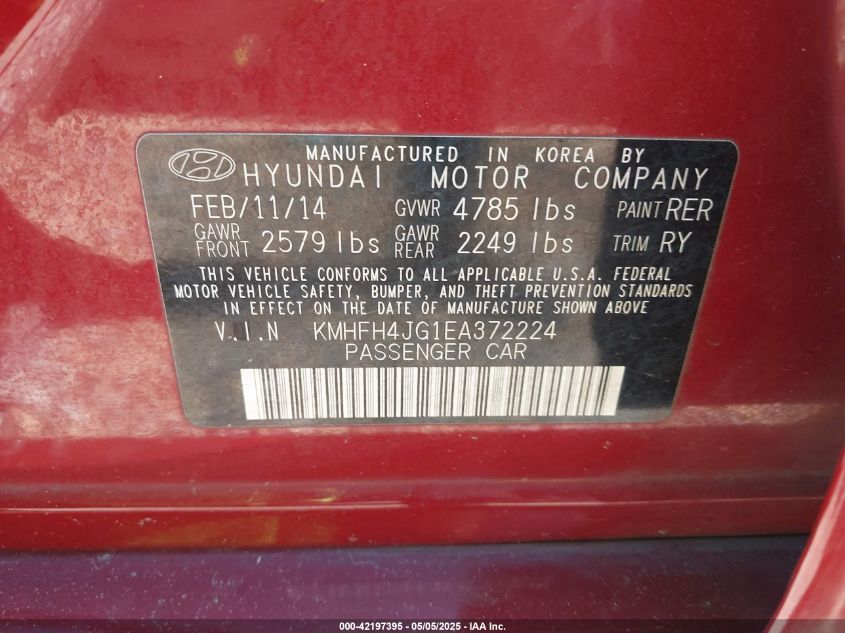 MANUFACTURED IN KOREA BY
HYUNDAI MOTOR COMPANY
FEB/11/14 GVWR 4785 lbs PAINT RER
GAWR FRONT 2579 lbs GAWR REAR 2249 lbs TRIM RY
THIS VEHICLE CONFORMS TO ALL APPLICABLE U.S.A. FEDERAL
MOTOR VEHICLE SAFETY, BUMPER, AND THEFT PREVENTION STANDARDS
IN EFFECT ON THE DATE OF MANUFACTURE SHOWN ABOVE
V.I.N KMHFH4JG1EA372224
PASSENGER CAR
000-42197395 - 05/05/2025 - IAA Inc.